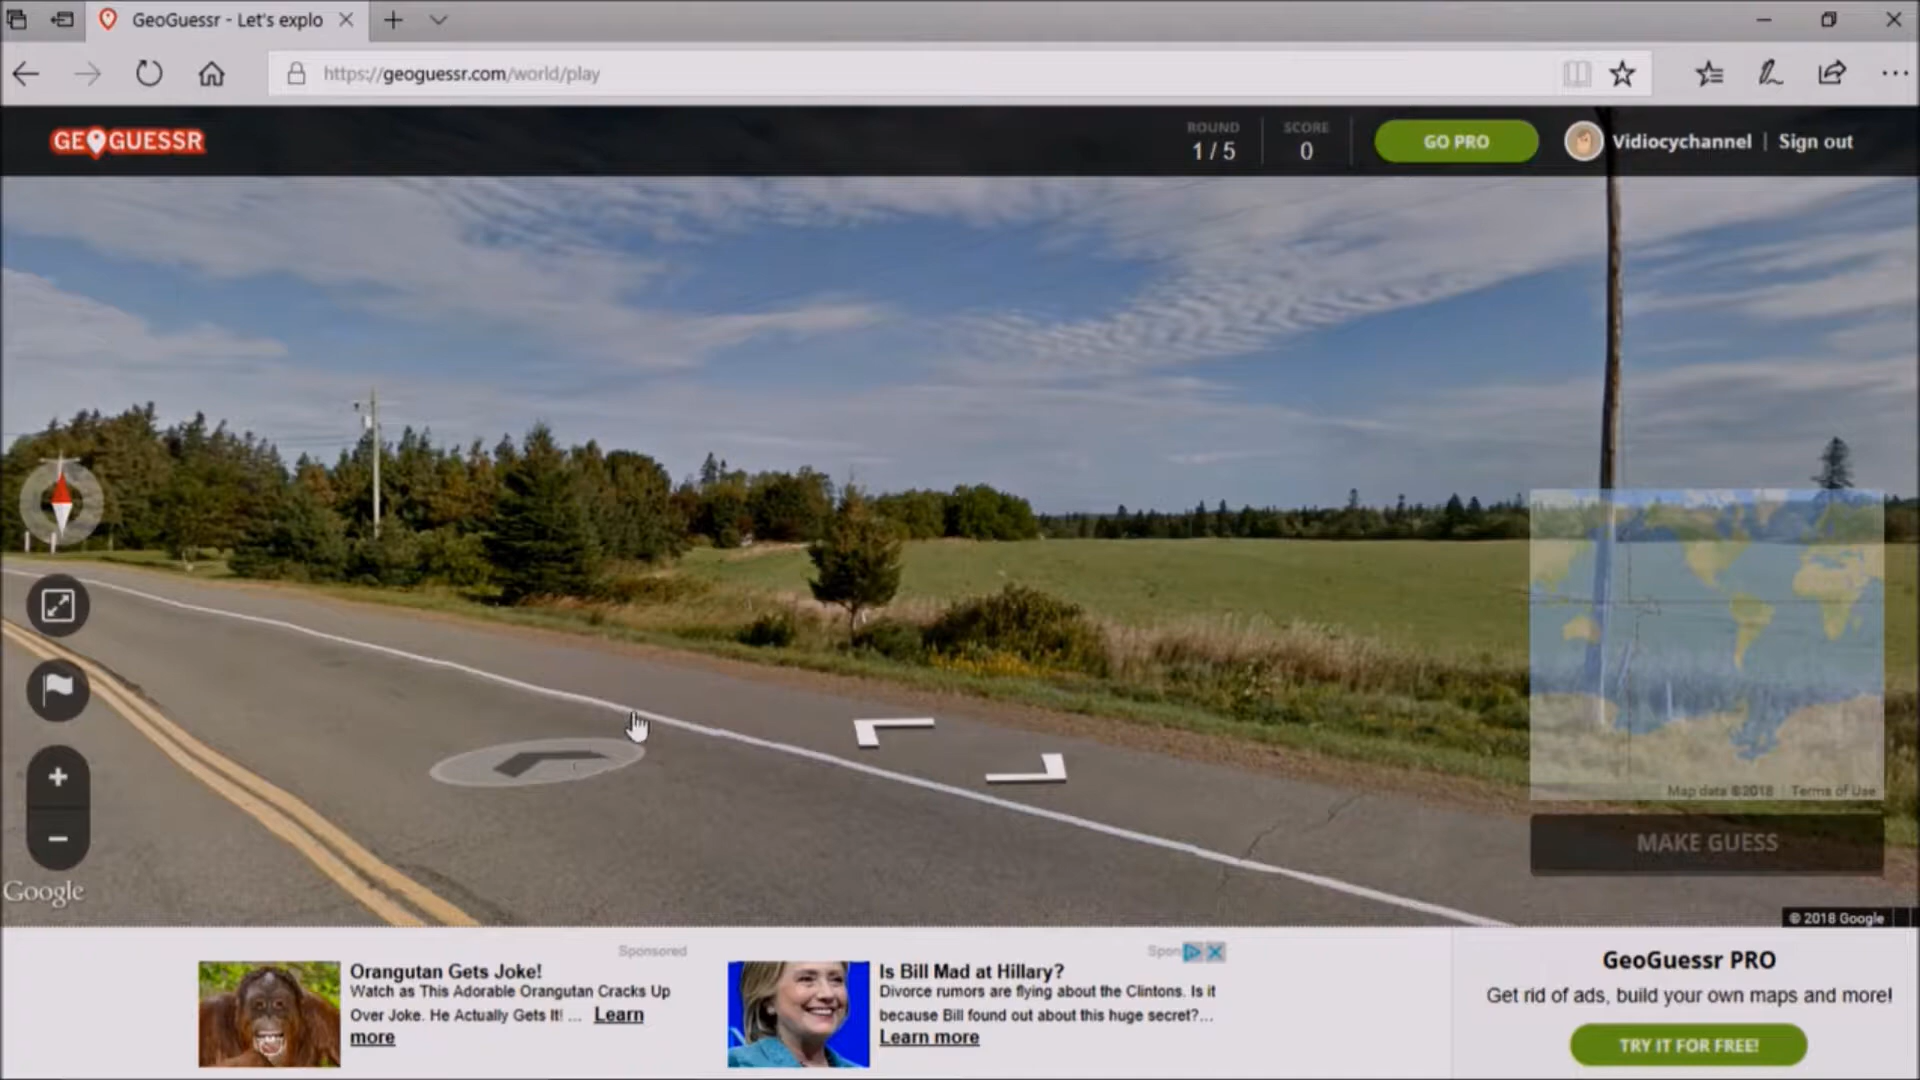 GeoGuessr - Let's explo
https://geoguessr.com/world/play
GEOGUESSR
ROUND
1 / 5
SCORE
0
GO PRO
Vidiocychannel | Sign out
Map data ©2018
Terms of Use
MAKE GUESS
Google
© 2018 Google
Sponsored
Orangutan Gets Joke!
Watch as This Adorable Orangutan Cracks Up
Over Joke. He Actually Gets It! ... Learn
more
Spon
Is Bill Mad at Hillary?
Divorce rumors are flying about the Clintons. Is it
because Bill found out about this huge secret?...
Learn more
GeoGuessr PRO
Get rid of ads, build your own maps and more!
TRY IT FOR FREE!